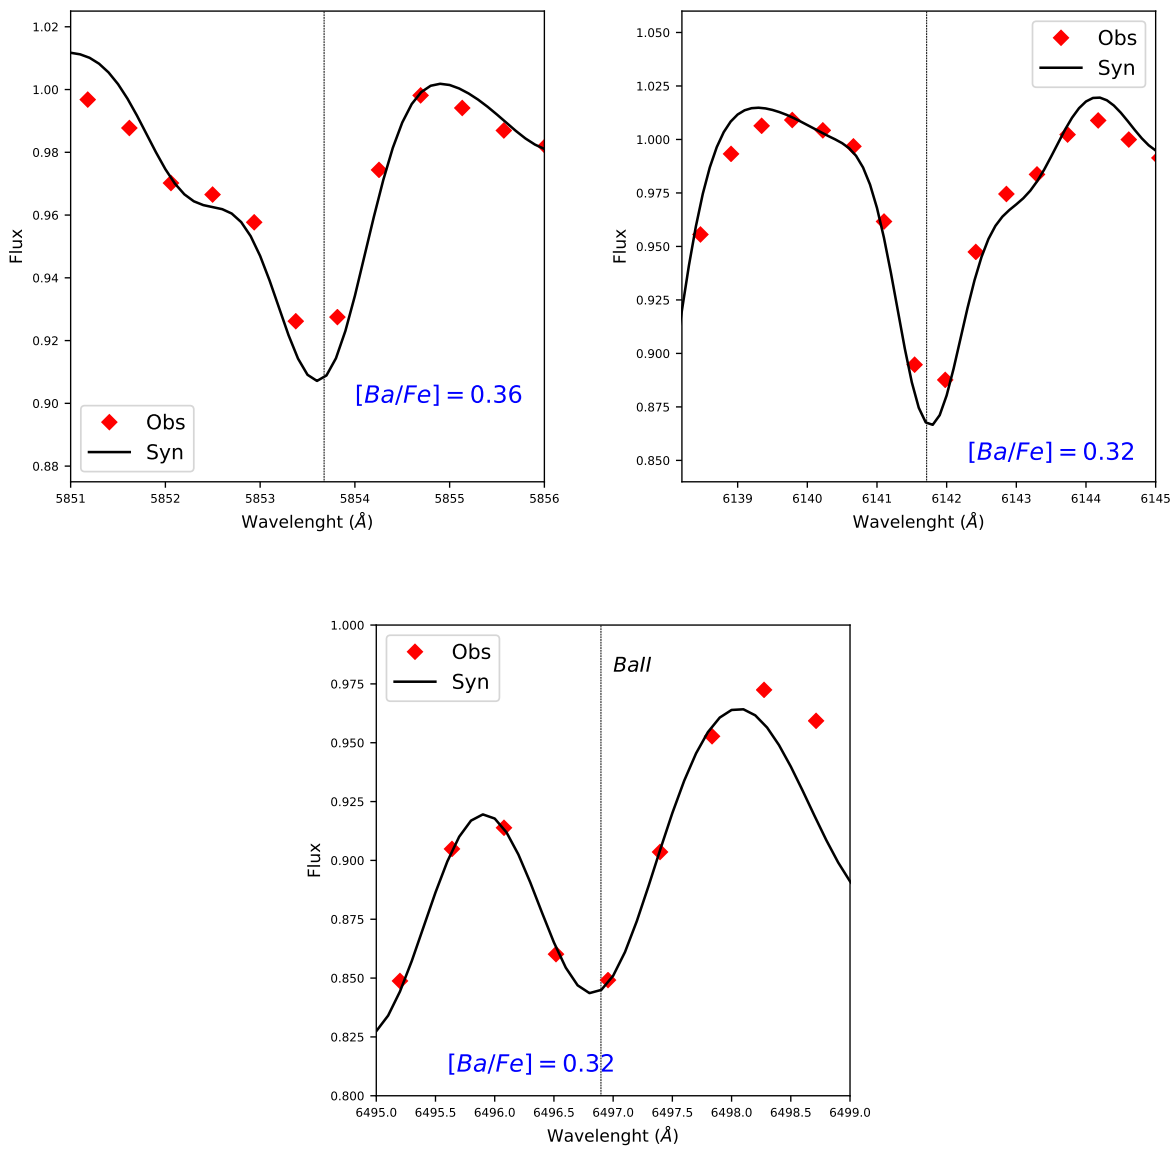 1.02
1.00
0.98
0.96
0.94
0.92
0.90
0.88
Flux
[Ba/Fe] = 0.36
Obs
Syn
5851 5852 5853 5854 5855 5856
Wavelenght (Å)
1.050
1.025
1.000
0.975
0.950
0.925
0.900
0.875
0.850
Flux
Obs
Syn
[Ba/Fe] = 0.32
6139 6140 6141 6142 6143 6144 6145
Wavelenght (Å)
1.000
0.975
0.950
0.925
0.900
0.875
0.850
0.825
0.800
Flux
Obs
Syn
BaII
[Ba/Fe] = 0.32
6495.0 6495.5 6496.0 6496.5 6497.0 6497.5 6498.0 6498.5 6499.0
Wavelenght (Å)